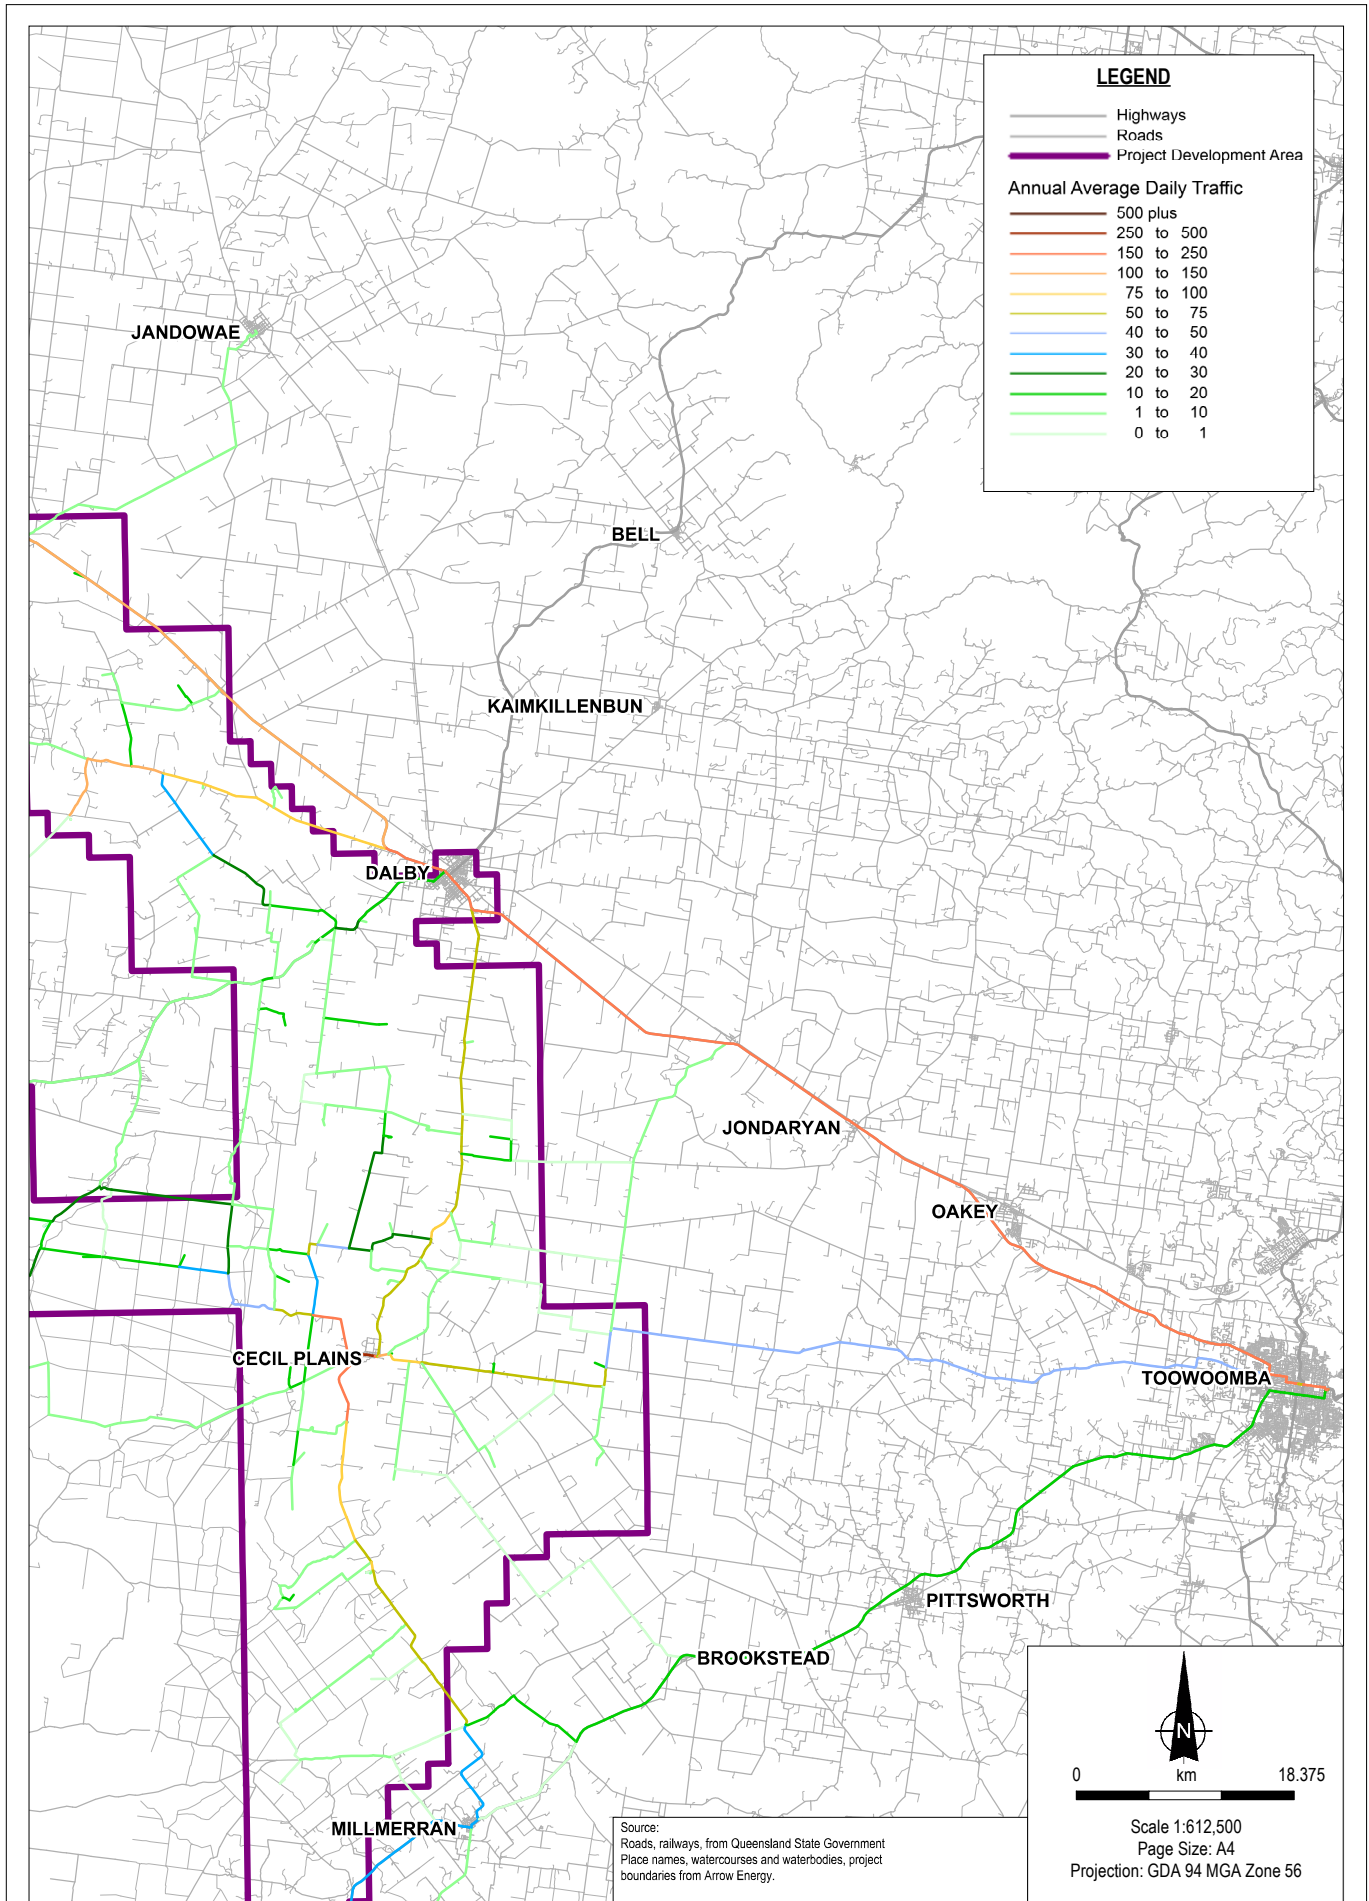 LEGEND
Highways
Roads
Project Development Area
Annual Average Daily Traffic
500 plus
250 to 500
150 to 250
100 to 150
75 to 100
50 to 75
40 to 50
30 to 40
20 to 30
10 to 20
1 to 10
0 to 1
JANDOWAE
BELL
KAIMKILLENBUN
DALBY
JONDARYAN
OAKEY
CECIL PLAINS
TOOWOOMBA
PITTSWORTH
BROOKSTEAD
MILLMERRAN
N
0 km 18.375
Scale 1:612,500
Page Size: A4
Projection: GDA 94 MGA Zone 56
Source:
Roads, railways, from Queensland State Government
Place names, watercourses and waterbodies, project
boundaries from Arrow Energy.